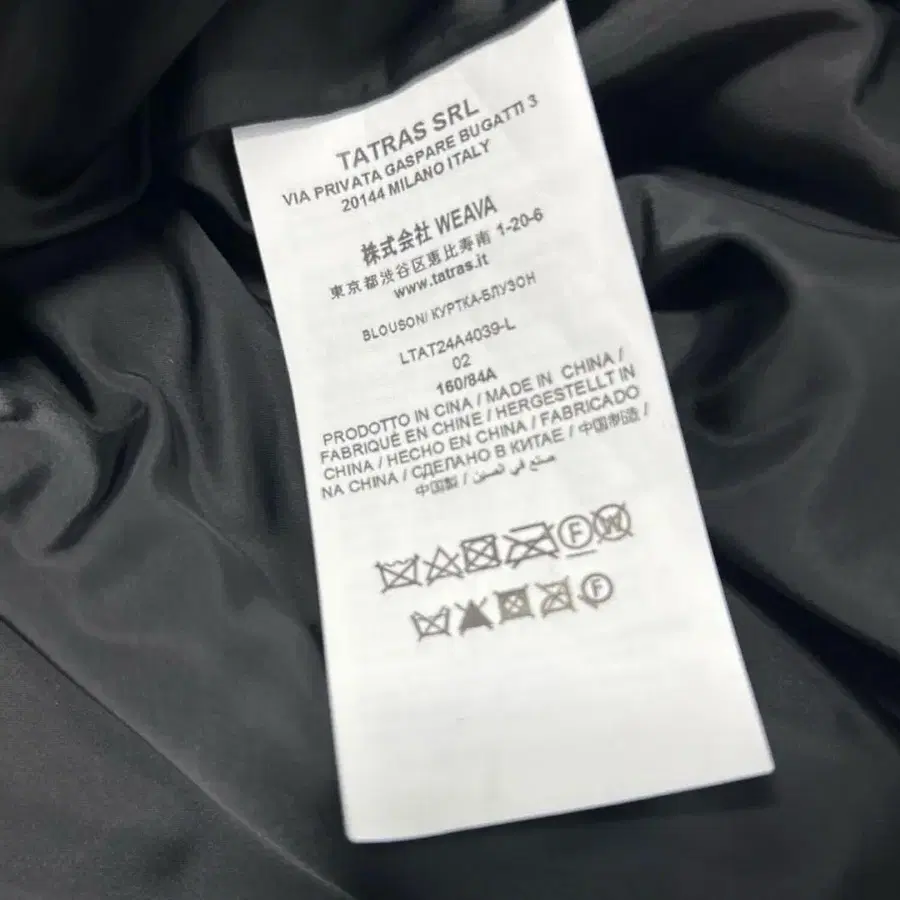 TATRAS SRL
VIA PRIVATA GASPARE BUGATTI 3
20144 MILANO ITALY
株式会社 WEAVA
東京都渋谷区恵比寿南 1-20-6
www.tatras.it
BLOUSON/ КУРТКА-БЛУЗОН
LTAT24A4039-L
02
160/84A
PRODOTTO IN CINA / MADE IN CHINA /
FABRIQUÉ EN CHINE / HERGESTELLT IN
CHINA / HECHO EN CHINA / FABRICADO
NA CHINA / СДЕЛАНО В КИТАЕ / 中国制造 /
中国製 / صنع في الصين
F W
F